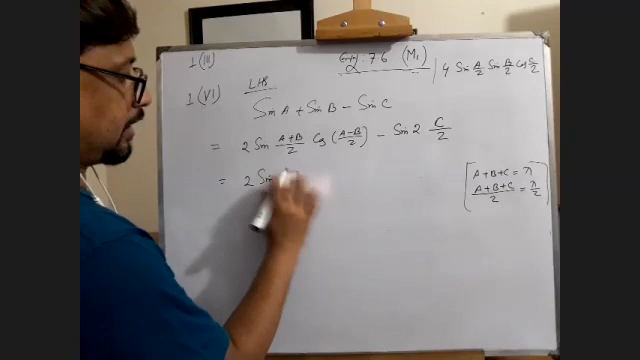 1 (III)
7.6 (M₁)
4 Sin A/2 Sin B/2 Cos C/2
1 (VI) LHS
Sin A + Sin B − Sin C
= 2 Sin (A+B)/2 Cos ((A−B)/2) − Sin 2 C/2
= 2 Sin
[A+B+C = π
(A+B+C)/2 = π/2]